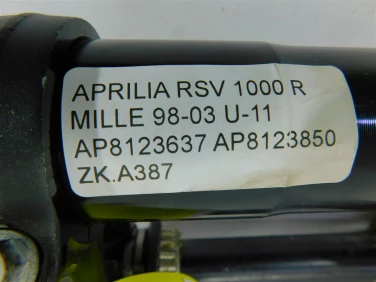 APRILIA RSV 1000 R
MILLE 98-03 U-11
AP8123637 AP8123850
ZK.A387